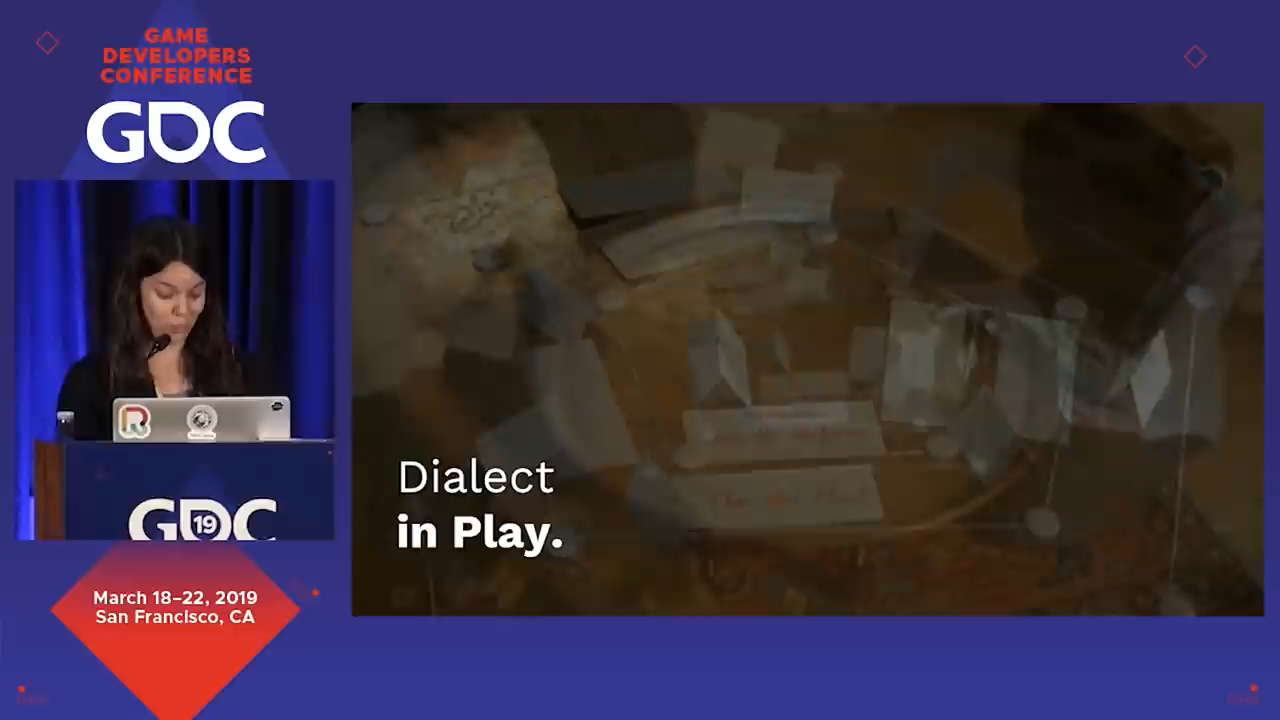 GAME
DEVELOPERS
CONFERENCE
GDC
Dialect
in Play.
GDC
19
March 18–22, 2019
San Francisco, CA